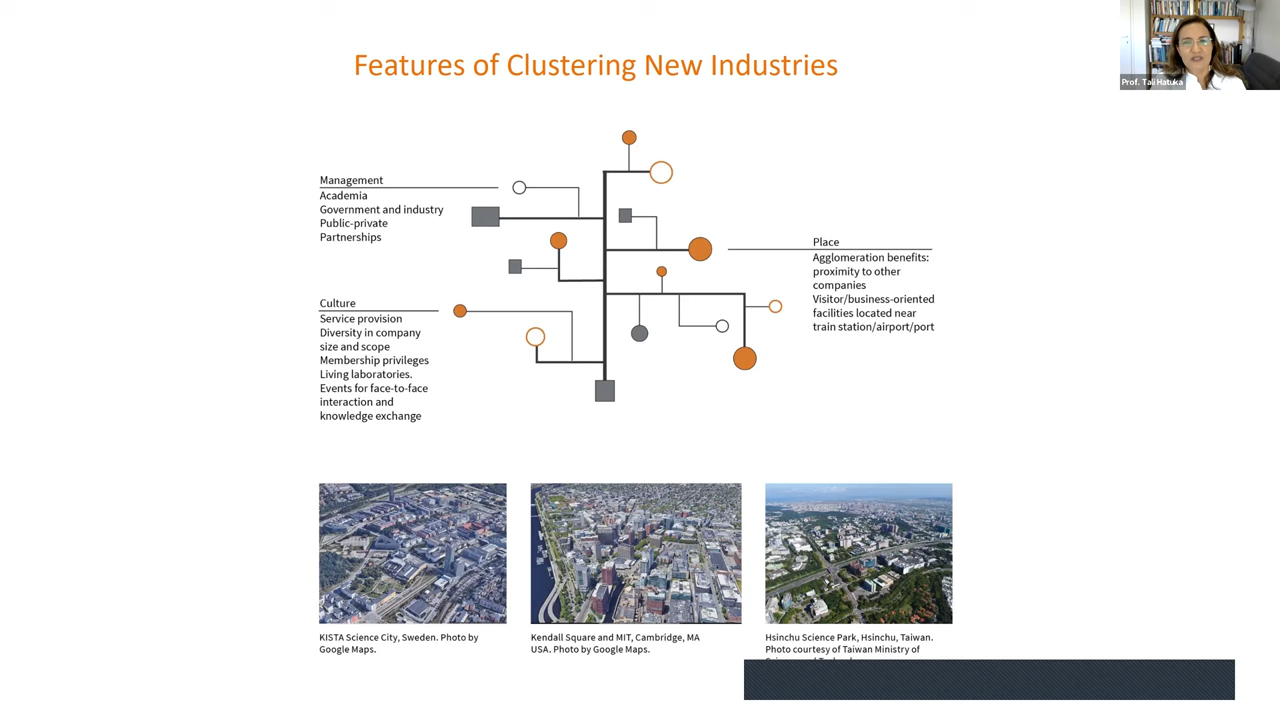 Features of Clustering New Industries
Prof. Tali Hatuka
Management
Academia
Government and industry
Public-private
Partnerships
Culture
Service provision
Diversity in company
size and scope
Membership privileges
Living laboratories.
Events for face-to-face
interaction and
knowledge exchange
Place
Agglomeration benefits:
proximity to other
companies
Visitor/business-oriented
facilities located near
train station/airport/port
KISTA Science City, Sweden. Photo by
Google Maps.
Kendall Square and MIT, Cambridge, MA
USA. Photo by Google Maps.
Hsinchu Science Park, Hsinchu, Taiwan.
Photo courtesy of Taiwan Ministry of